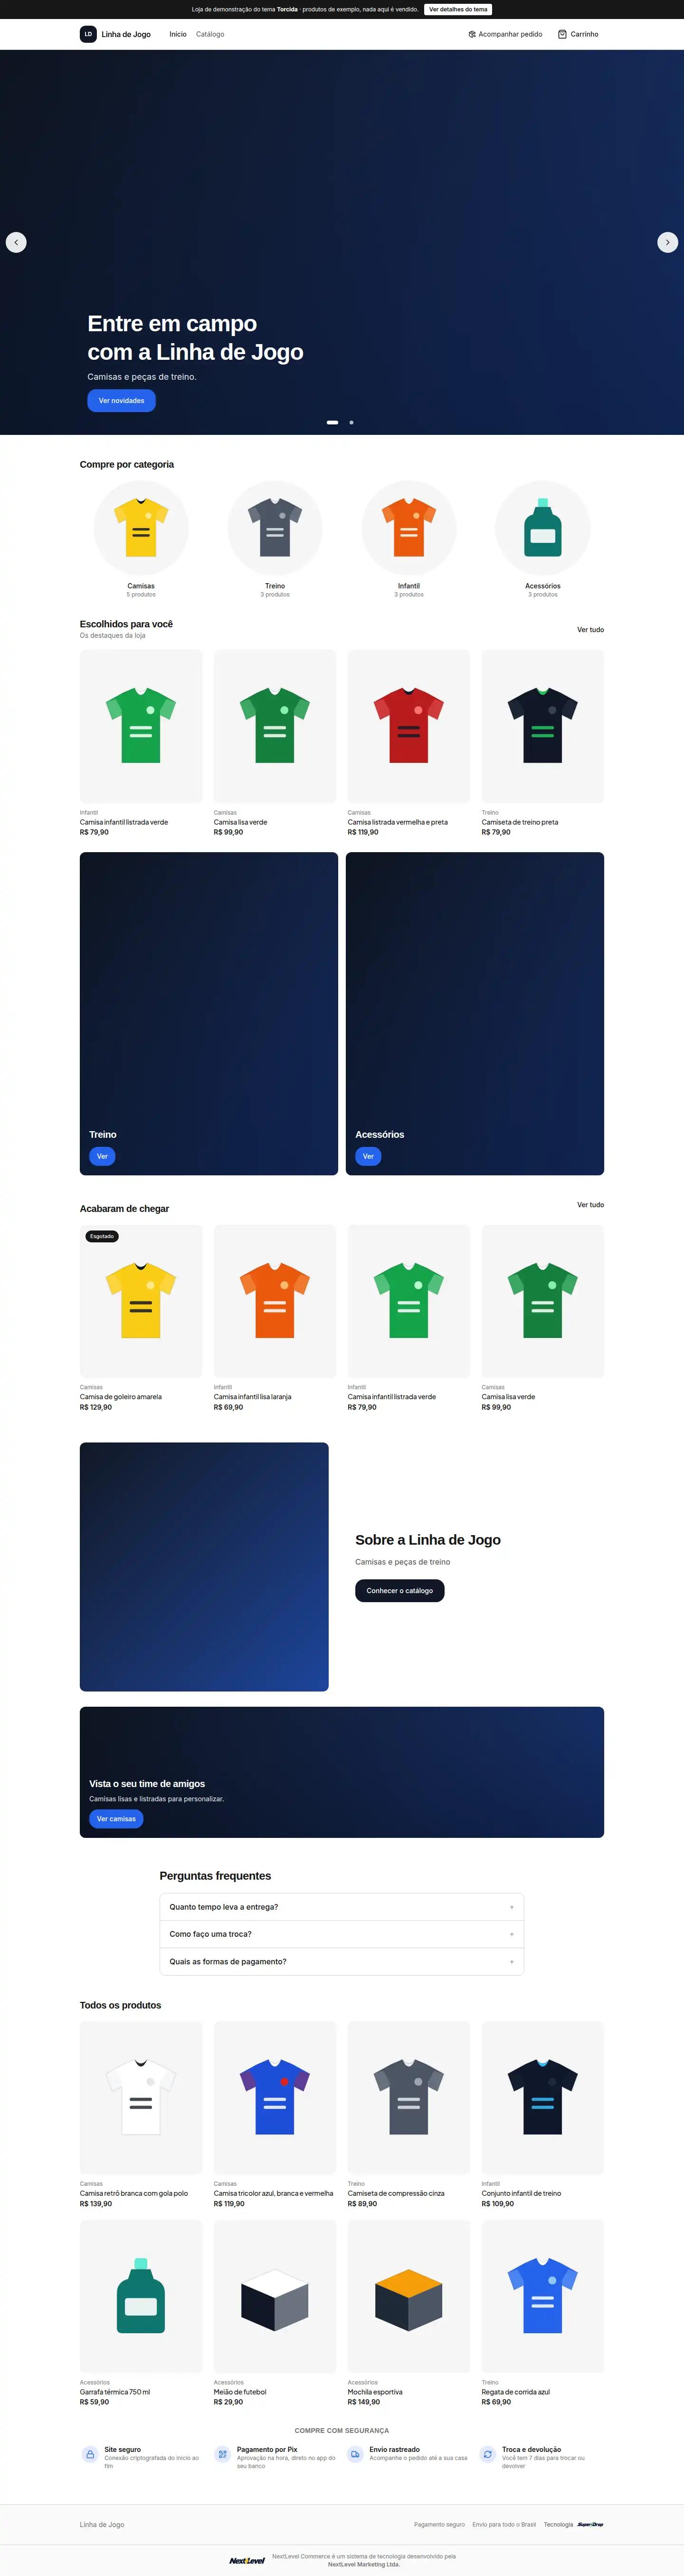 Loja de demonstração do tema Torcida · produtos de exemplo, nada aqui é vendido. Ver detalhes do tema
LD Linha de Jogo Início Catálogo Acompanhar pedido Carrinho
Entre em campo
com a Linha de Jogo
Camisas e peças de treino.
Ver novidades
Compre por categoria
Camisas Treino Infantil Acessórios
5 produtos 3 produtos 3 produtos 3 produtos
Escolhidos para você
Os destaques da loja
Ver tudo
Infantil Camisas Camisas Treino
Camisa infantil listrada verde Camisa lisa verde Camisa listrada vermelha e preta Camiseta de treino preta
R$ 79,90 R$ 99,90 R$ 119,90 R$ 79,90
Treino Acessórios
Ver Ver
Acabaram de chegar Ver tudo
Esgotado
Camisas Infantil Infantil Camisas
Camisa de goleiro amarela Camisa infantil lisa laranja Camisa infantil listrada verde Camisa lisa verde
R$ 129,90 R$ 69,90 R$ 79,90 R$ 99,90
Sobre a Linha de Jogo
Camisas e peças de treino
Conhecer o catálogo
Vista o seu time de amigos
Camisas lisas e listradas para personalizar.
Ver camisas
Perguntas frequentes
Quanto tempo leva a entrega? +
Como faço uma troca? +
Quais as formas de pagamento? +
Todos os produtos
Camisas Camisas Treino Infantil
Camisa retrô branca com gola polo Camisa tricolor azul, branca e vermelha Camiseta de compressão cinza Conjunto infantil de treino
R$ 139,90 R$ 119,90 R$ 89,90 R$ 109,90
Acessórios Acessórios Acessórios Treino
Garrafa térmica 750 ml Meião de futebol Mochila esportiva Regata de corrida azul
R$ 59,90 R$ 29,90 R$ 149,90 R$ 69,90
COMPRE COM SEGURANÇA
Site seguro Pagamento por Pix Envio rastreado Troca e devolução
Conexão criptografada do início ao Aprovação na hora, direto no app do Acompanhe o pedido até a sua casa Você tem 7 dias para trocar ou
fim seu banco devolver
Linha de Jogo Pagamento seguro Envio para todo o Brasil Tecnologia SuperDrop
NextLevel NextLevel Commerce é um sistema de tecnologia desenvolvido pela
NextLevel Marketing Ltda.